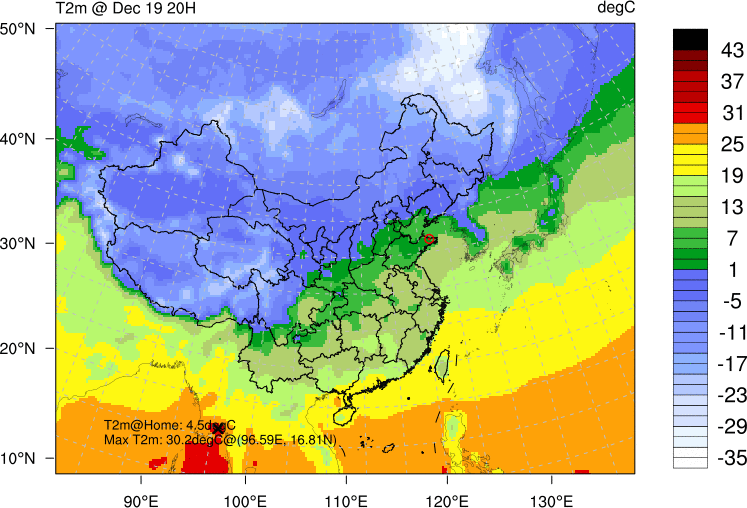 T2m @ Dec 19 20H
degC
50°N
40°N
30°N
20°N
10°N
43
37
31
25
19
13
7
1
-5
-11
-17
-23
-29
-35
T2m@Home: 4.5degC
Max T2m: 30.2degC@(96.59E, 16.81N)
90°E
100°E
110°E
120°E
130°E